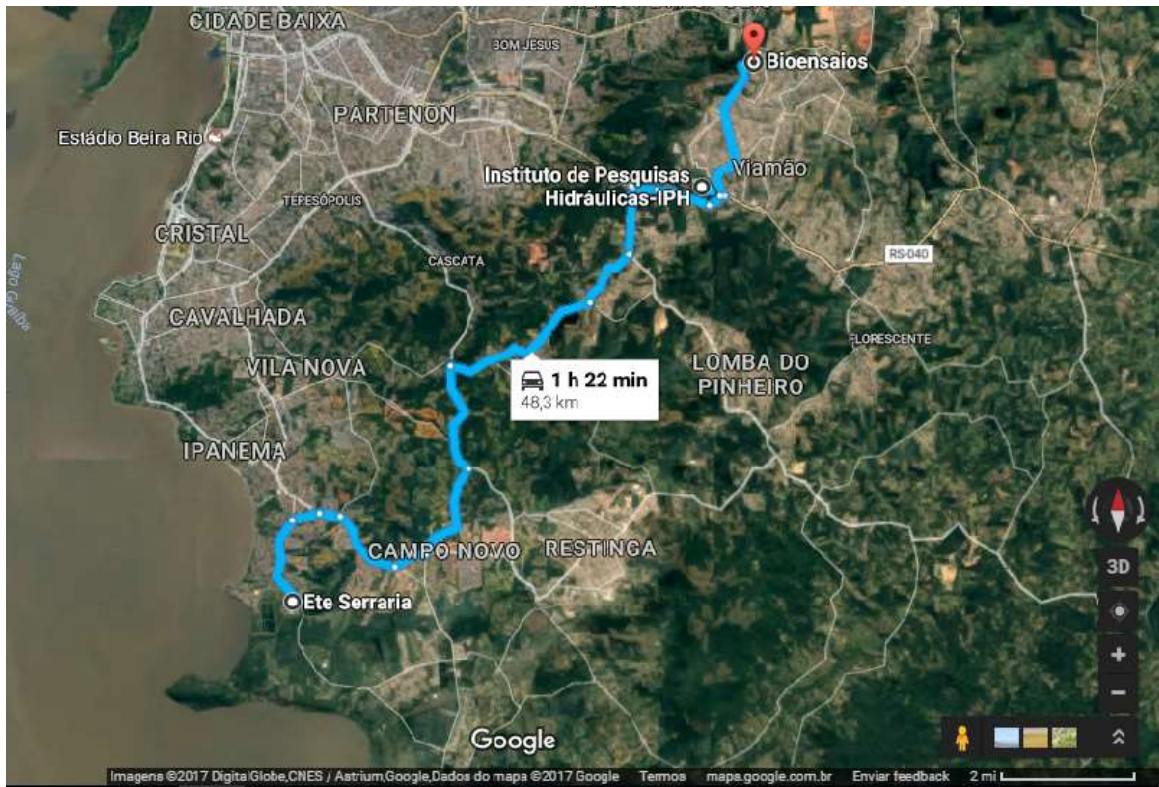 CIDADE BAIXA
BOM JESUS
Bioensaios
PARTENON
Estádio Beira Rio
Instituto de Pesquisas
Hidráulicas-IPH
Viamão
TERESÓPOLIS
CRISTAL
CASCATA
RS-040
Lago
CAVALHADA
FLORESCENTE
VILA NOVA
LOMBA DO
PINHEIRO
1 h 22 min
48,3 km
IPANEMA
CAMPO NOVO
RESTINGA
3D
Ete Serraria
Google
Imagens ©2017 DigitalGlobe,CNES / Astrium,Google,Dados do mapa ©2017 Google Termos maps.google.com.br Enviar feedback 2 mi